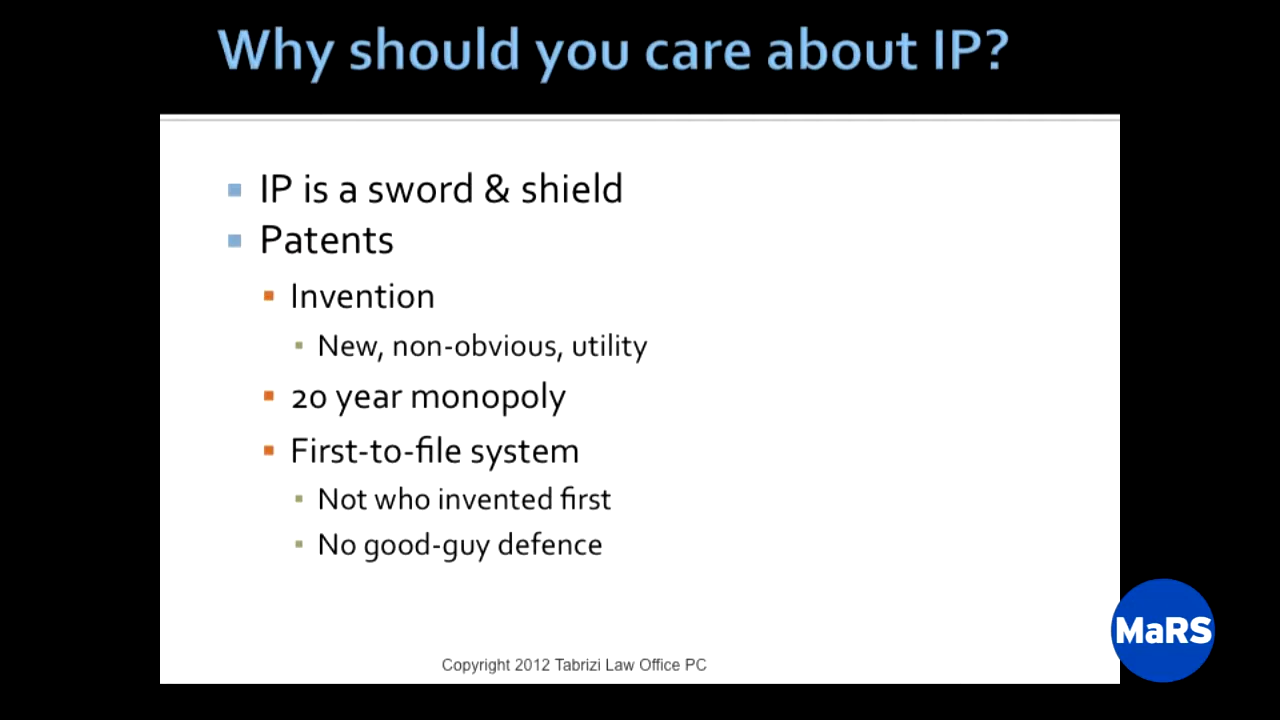 Why should you care about IP?
IP is a sword & shield
Patents
Invention
New, non-obvious, utility
20 year monopoly
First-to-file system
Not who invented first
No good-guy defence
MaRS
Copyright 2012 Tabrizi Law Office PC